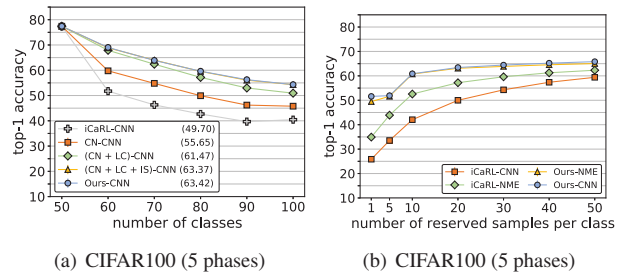 80
70
60
50
40
30
20
10
top-1 accuracy
iCaRL-CNN (49.70)
CN-CNN (55.65)
(CN + LC)-CNN (61.47)
(CN + LC + IS)-CNN (63.37)
Ours-CNN (63.42)
50 60 70 80 90 100
number of classes
(a) CIFAR100 (5 phases)
80
70
60
50
40
30
20
10
top-1 accuracy
iCaRL-CNN Ours-NME
iCaRL-NME Ours-CNN
1 5 10 20 30 40 50
number of reserved samples per class
(b) CIFAR100 (5 phases)